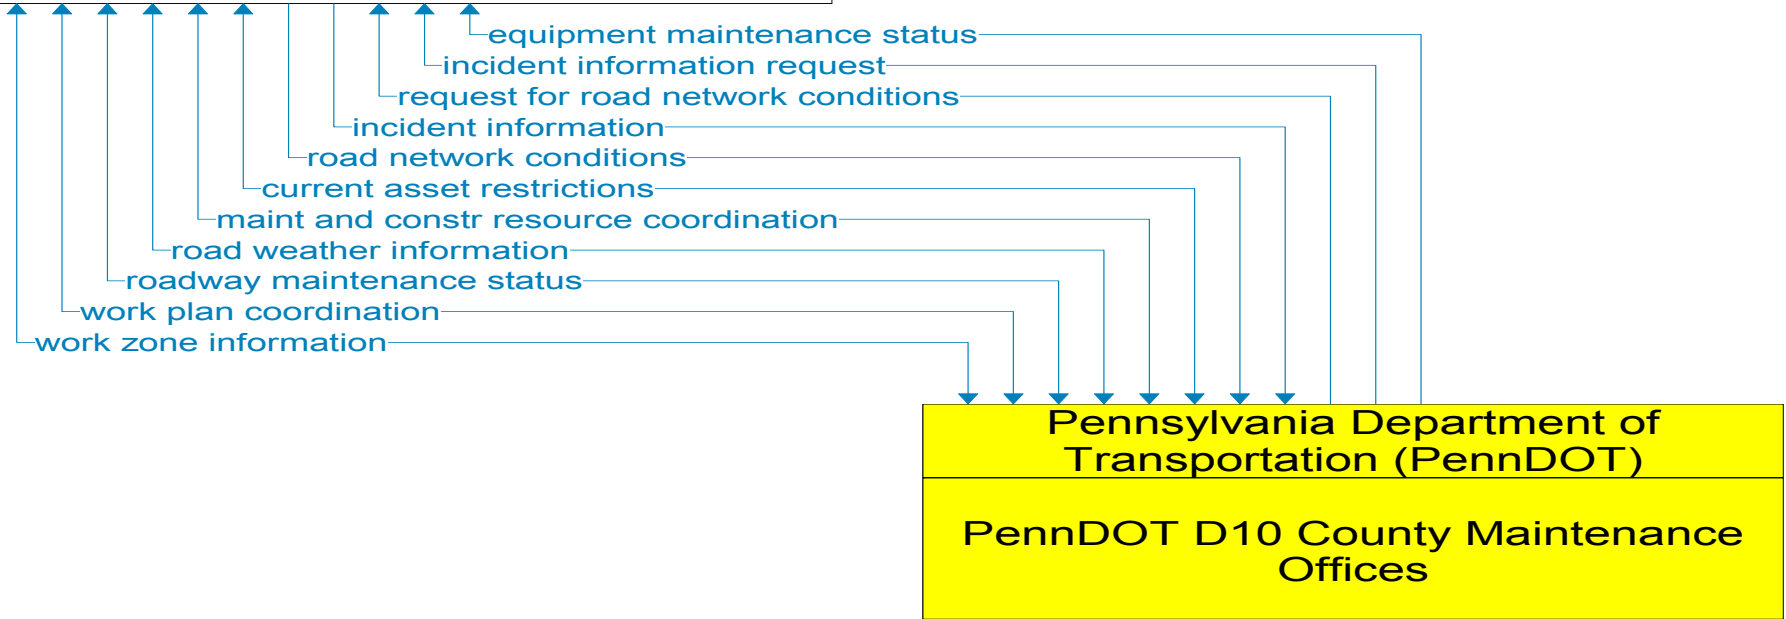 equipment maintenance status
incident information request
request for road network conditions
incident information
road network conditions
current asset restrictions
maint and constr resource coordination
road weather information
roadway maintenance status
work plan coordination
work zone information
Pennsylvania Department of
Transportation (PennDOT)
PennDOT D10 County Maintenance
Offices